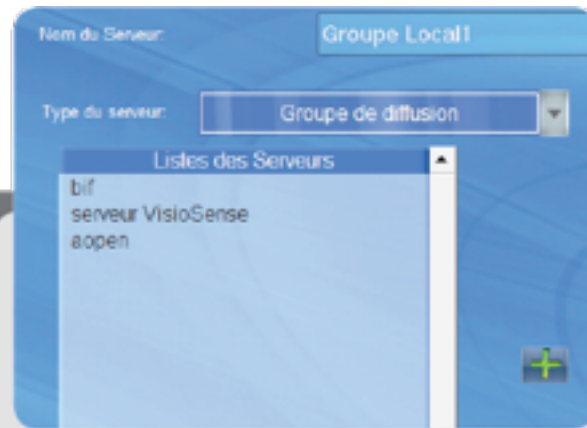 Nom du Serveur: Groupe Local1
Type du serveur: Groupe de diffusion
Listes des Serveurs
bif
serveur VisioSense
aopen